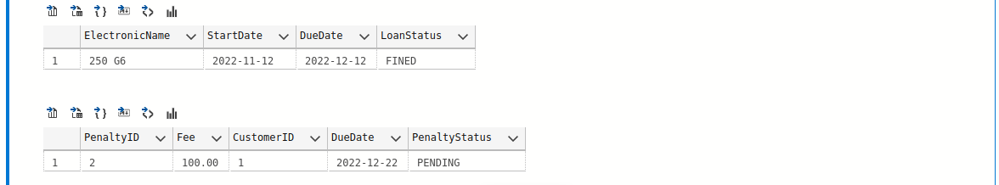 ElectronicName StartDate DueDate LoanStatus
1 250 G6 2022-11-12 2022-12-12 FINED
PenaltyID Fee CustomerID DueDate PenaltyStatus
1 2 100.00 1 2022-12-22 PENDING